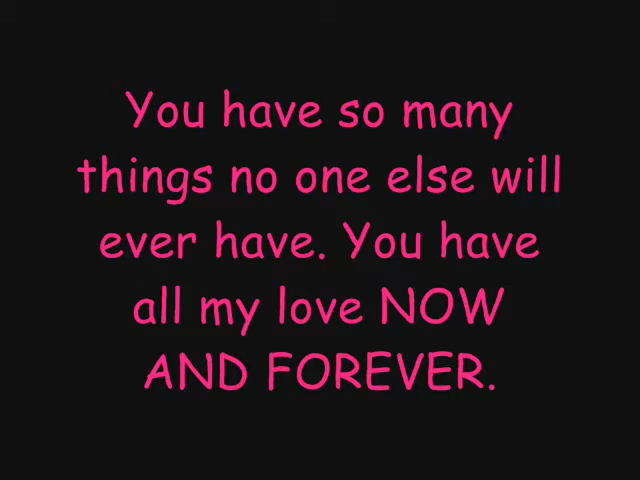 You have so many
things no one else will
ever have. You have
all my love NOW
AND FOREVER.